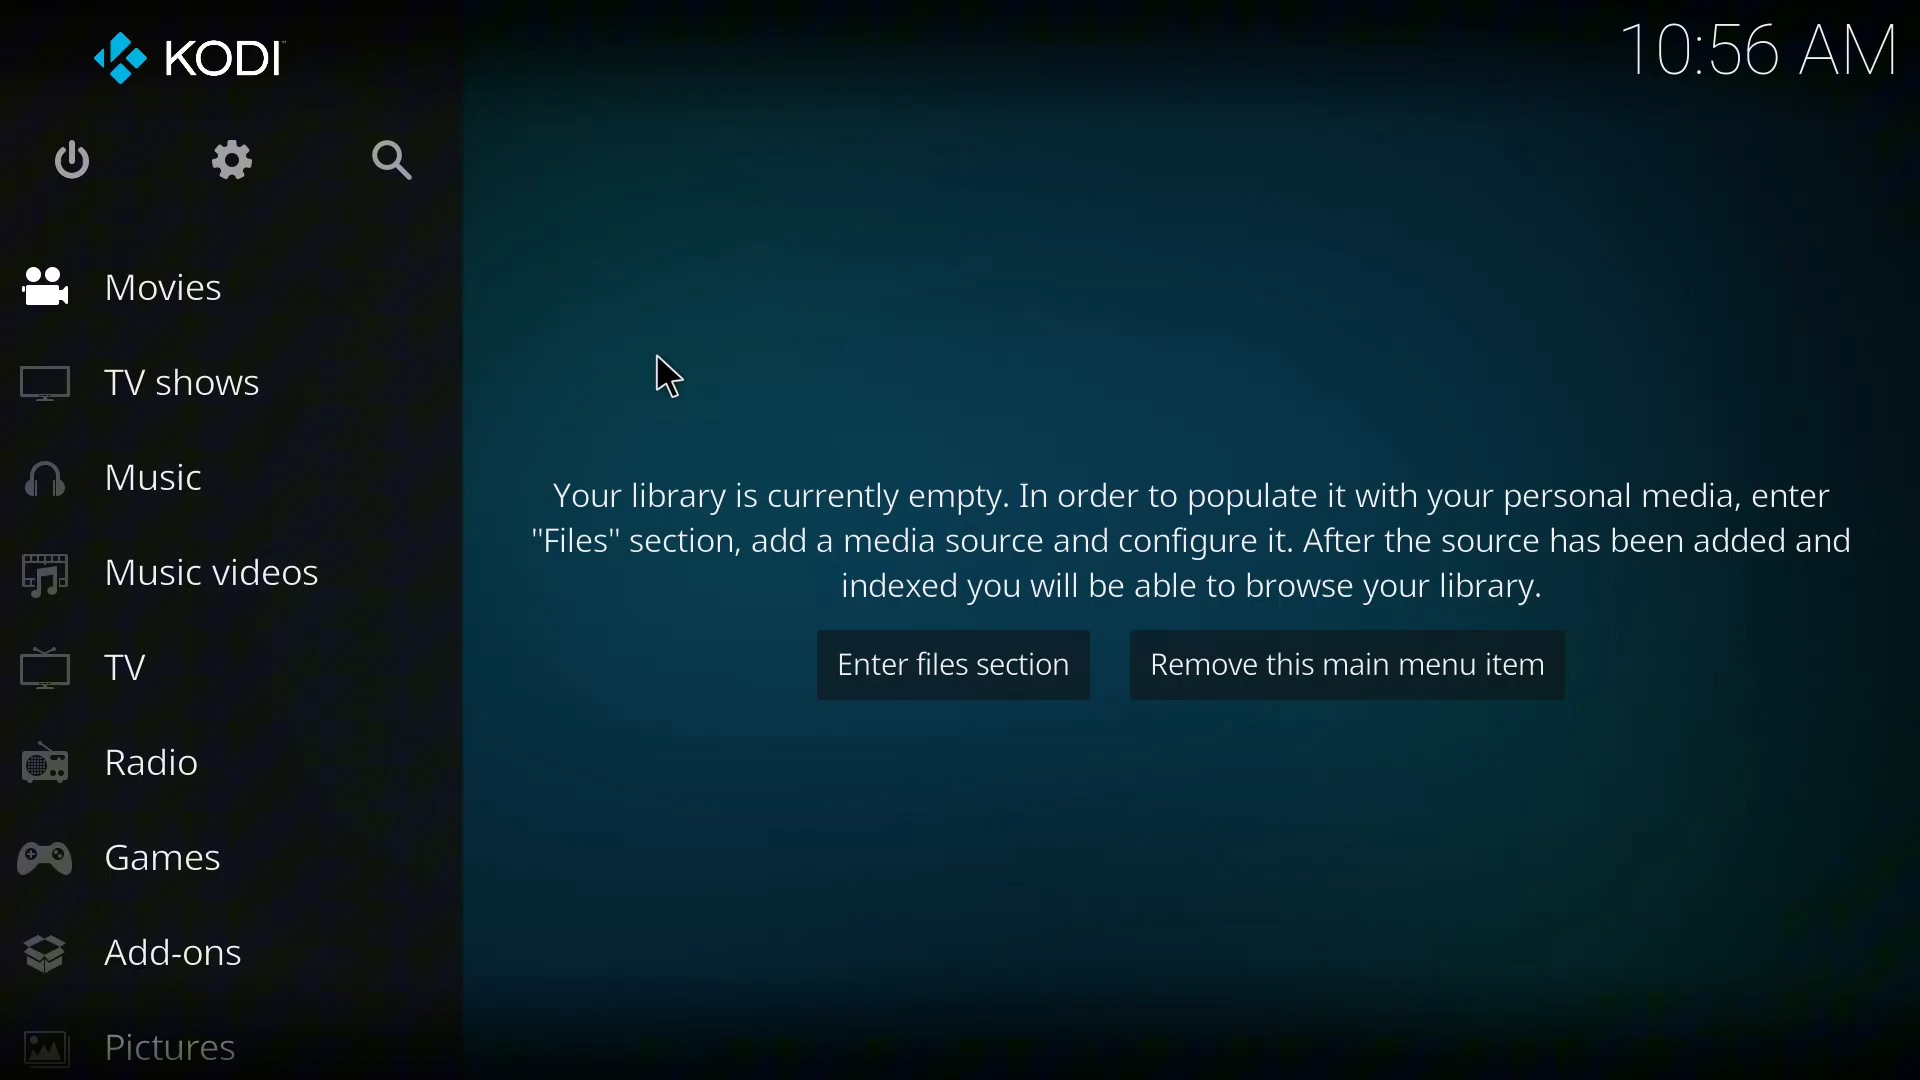 KODI
10:56 AM
Movies
TV shows
Music
Music videos
TV
Radio
Games
Add-ons
Pictures
Your library is currently empty. In order to populate it with your personal media, enter
"Files" section, add a media source and configure it. After the source has been added and
indexed you will be able to browse your library.
Enter files section
Remove this main menu item